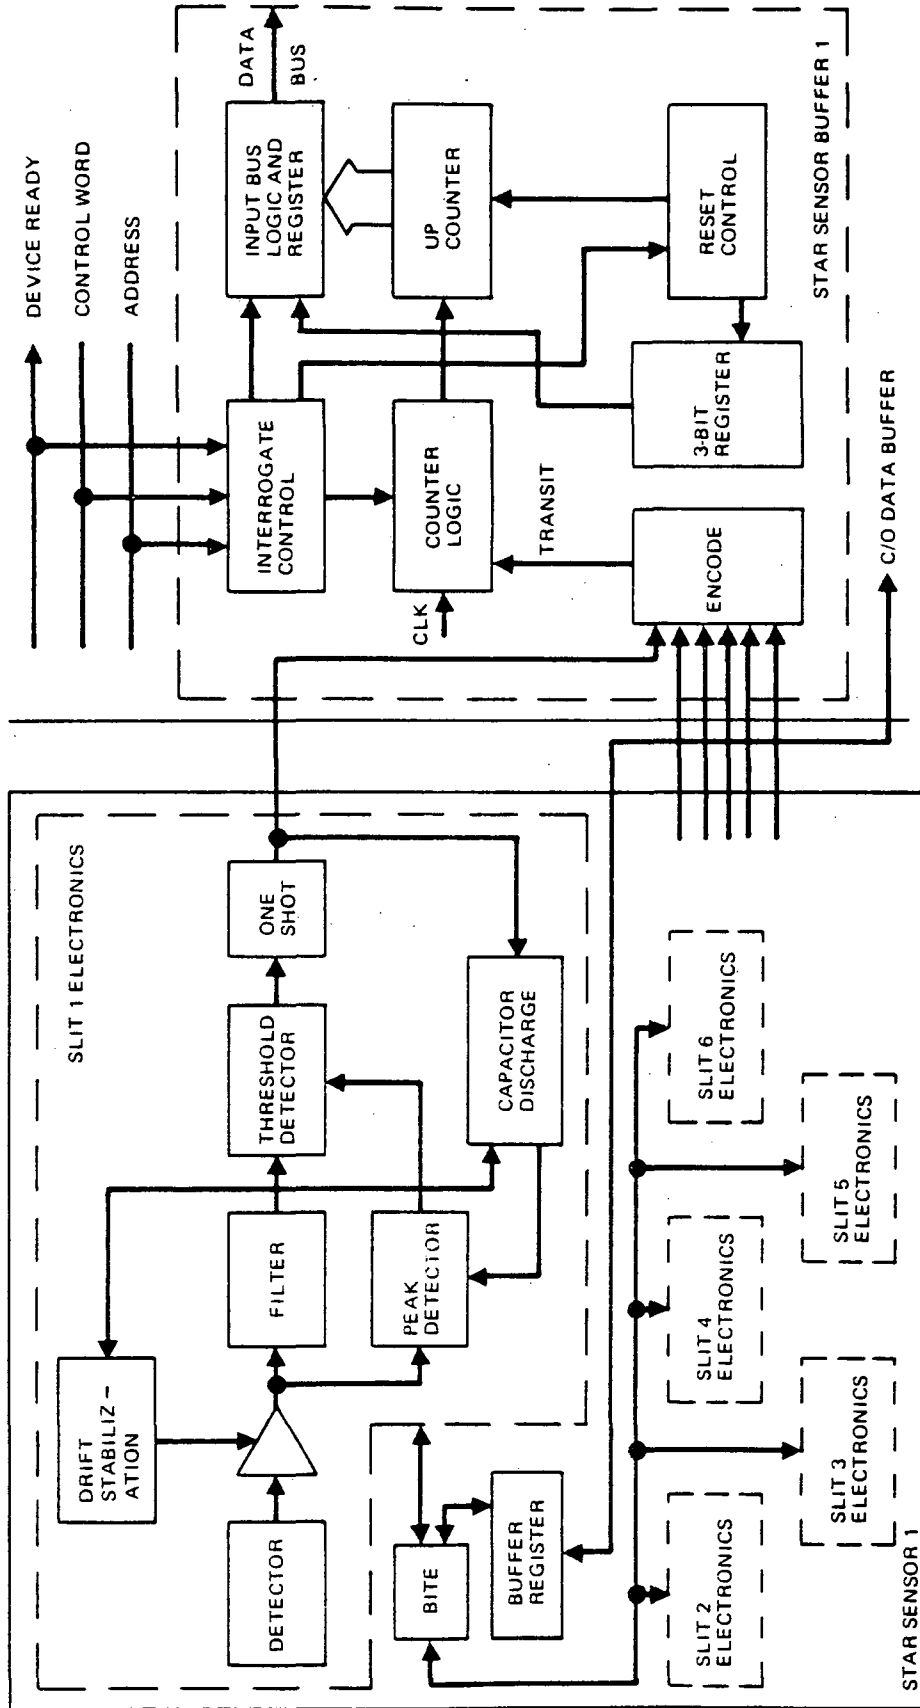 SLIT 1 ELECTRONICS
DRIFT
STABILIZ-
ATION
DETECTOR
FILTER
THRESHOLD
DETECTOR
ONE
SHOT
PEAK
DETECTOR
CAPACITOR
DISCHARGE
BITE
BUFFER
REGISTER
SLIT 2
ELECTRONICS
SLIT 3
ELECTRONICS
SLIT 4
ELECTRONICS
SLIT 5
ELECTRONICS
SLIT 6
ELECTRONICS
STAR SENSOR 1
DEVICE READY
CONTROL WORD
ADDRESS
INTERROGATE
CONTROL
INPUT BUS
LOGIC AND
REGISTER
DATA
BUS
CLK
COUNTER
LOGIC
UP
COUNTER
TRANSIT
ENCODE
3-BIT
REGISTER
RESET
CONTROL
STAR SENSOR BUFFER 1
C/O DATA BUFFER